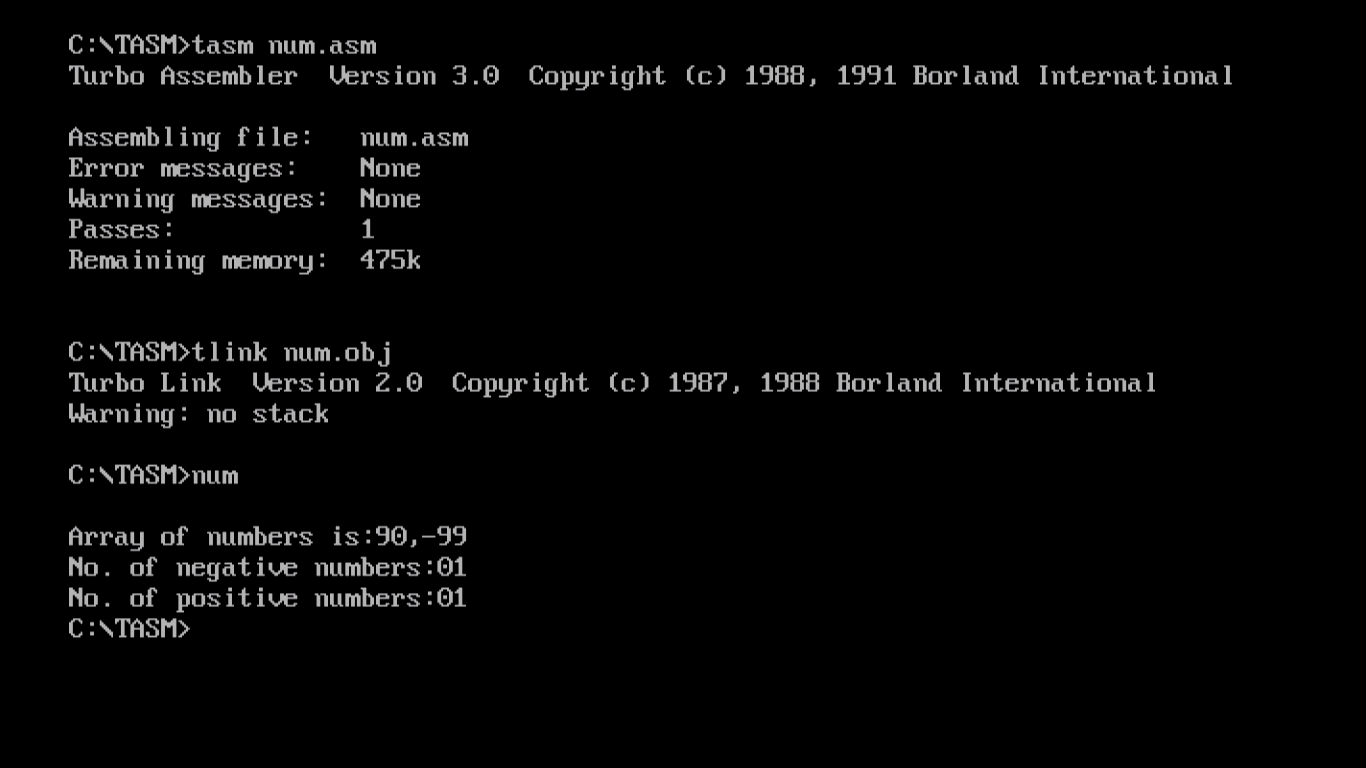 C:\TASM>tasm num.asm
Turbo Assembler  Version 3.0  Copyright (c) 1988, 1991 Borland International
Assembling file:   num.asm
Error messages:    None
Warning messages:  None
Passes:            1
Remaining memory:  475k
C:\TASM>tlink num.obj
Turbo Link  Version 2.0  Copyright (c) 1987, 1988 Borland International
Warning: no stack
C:\TASM>num
Array of numbers is:90,-99
No. of negative numbers:01
No. of positive numbers:01
C:\TASM>